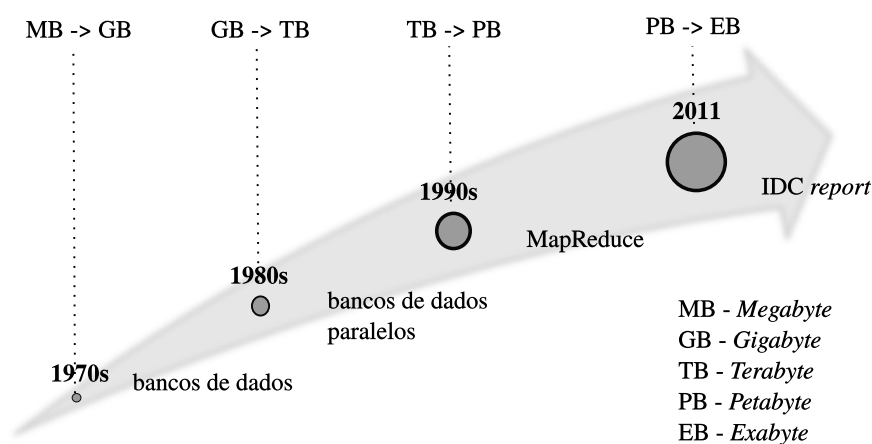 MB -> GB
GB -> TB
TB -> PB
PB -> EB
2011
IDC report
1990s
MapReduce
1980s
bancos de dados
paralelos
1970s
bancos de dados
MB - Megabyte
GB - Gigabyte
TB - Terabyte
PB - Petabyte
EB - Exabyte